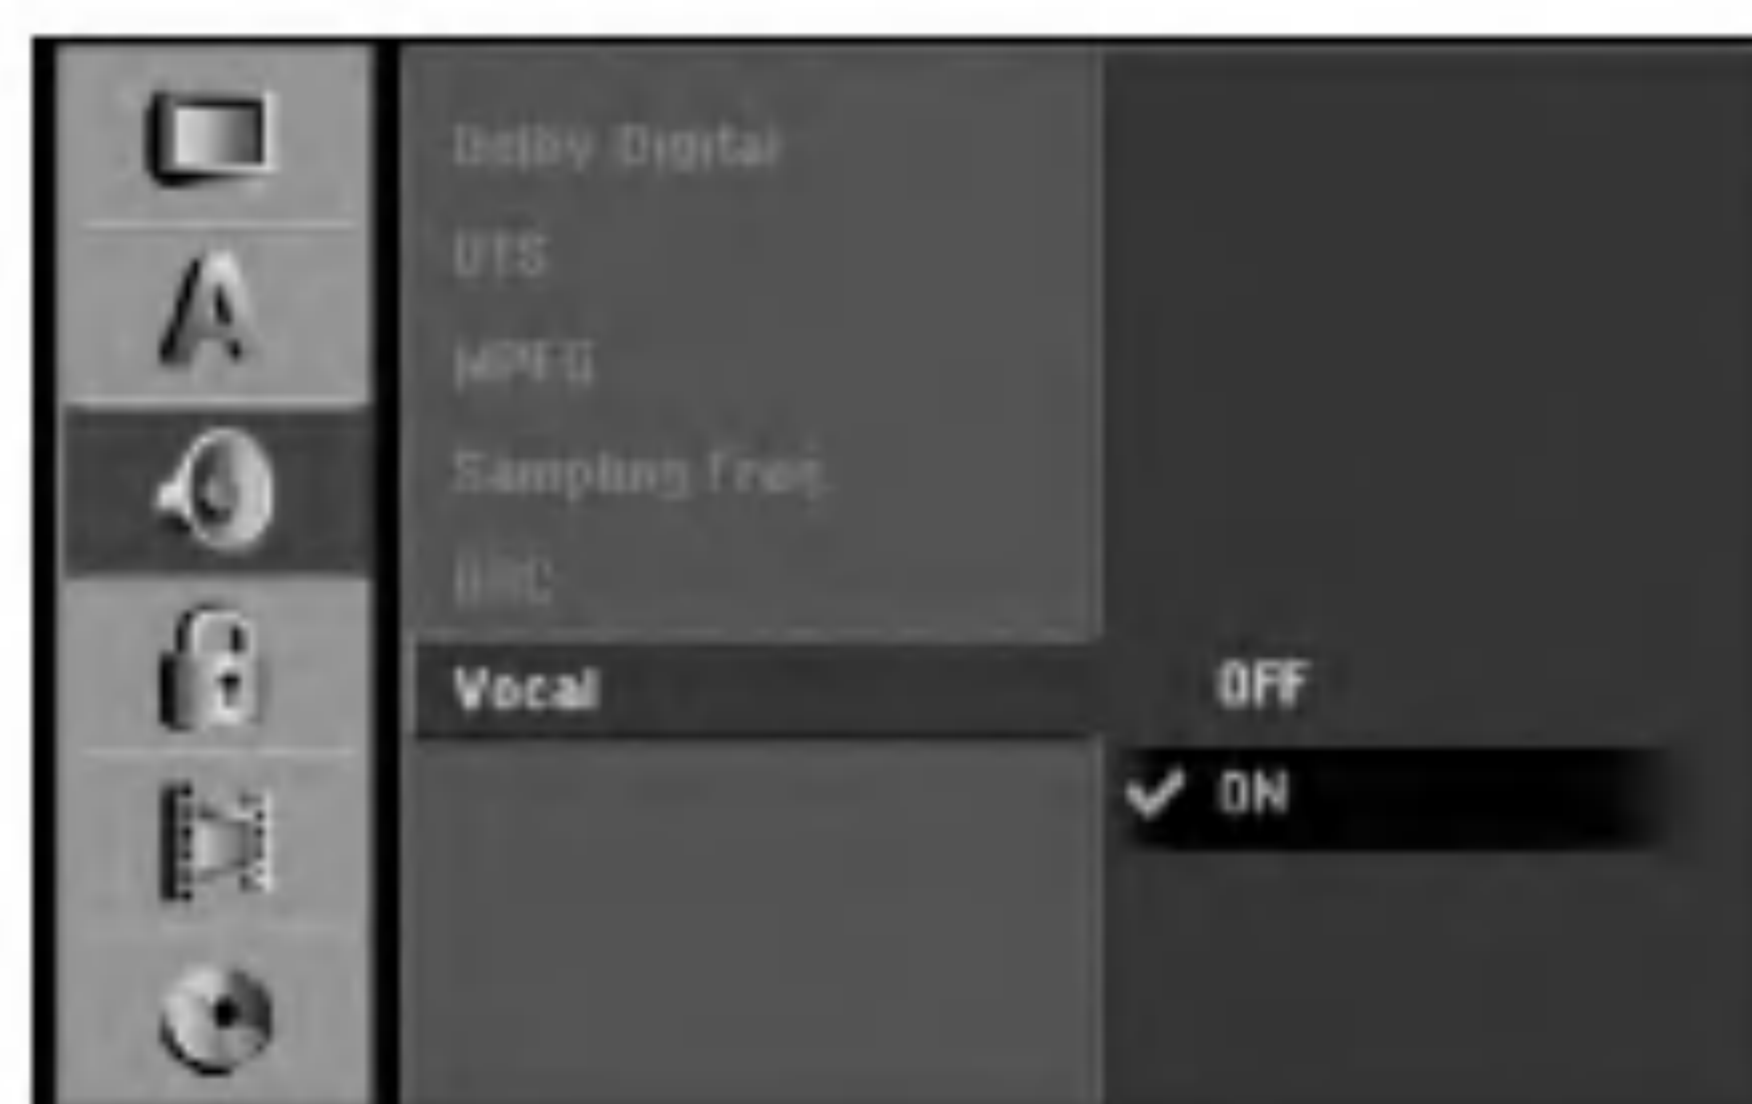 A
Dolby Digital
DTS
MPEG
Sampling Freq.
DRC
Vocal
OFF
ON